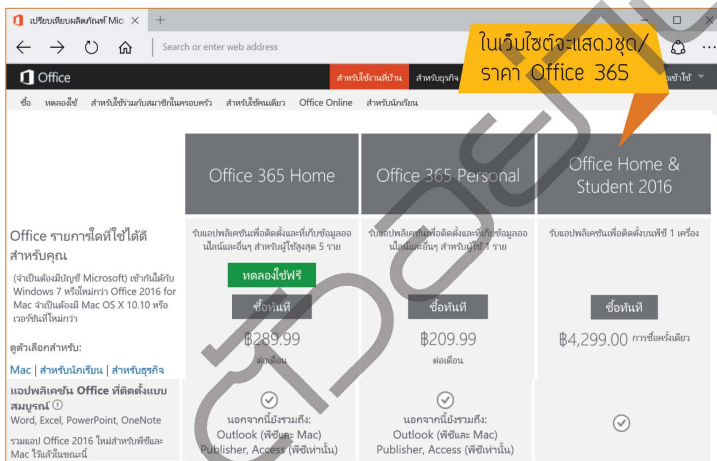 เปรียบเทียบผลิตภัณฑ์ Micr
Search or enter web address
ในเว็บไซต์จะแสดงชุด/
ราคา Office 365
Office
สำหรับใช้งานที่บ้าน สำหรับธุรกิจ
ซื้อ ทดลองใช้ สำหรับใช้ร่วมกับสมาชิกในครอบครัว สำหรับใช้คนเดียว Office Online สำหรับนักเรียน
Office 365 Home
Office 365 Personal
Office Home &
Student 2016
Office รายการใดที่ใช้ได้ดี
สำหรับคุณ
(จำเป็นต้องมีบัญชี Microsoft) เข้ากันได้กับ
Windows 7 หรือใหม่กว่า Office 2016 for
Mac จำเป็นต้องมี Mac OS X 10.10 หรือ
เวอร์ชันที่ใหม่กว่า
ดูตัวเลือกสำหรับ:
Mac | สำหรับนักเรียน | สำหรับธุรกิจ
รับแอปพลิเคชันเพื่อติดตั้งและที่เก็บข้อมูลออ
นไลน์และอื่นๆ สำหรับผู้ใช้สูงสุด 5 ราย
ทดลองใช้ฟรี
ซื้อทันที
฿289.99
ต่อเดือน
รับแอปพลิเคชันเพื่อติดตั้งและที่เก็บข้อมูลออ
นไลน์และอื่นๆ สำหรับผู้ใช้ 1 ราย
ซื้อทันที
฿209.99
ต่อเดือน
รับแอปพลิเคชันเพื่อติดตั้งบนพีซี 1 เครื่อง
ซื้อทันที
฿4,299.00 การซื้อครั้งเดียว
แอปพลิเคชัน Office ที่ติดตั้งแบบ
สมบูรณ์
Word, Excel, PowerPoint, OneNote
รวมแอป Office 2016 ใหม่สำหรับพีซีและ
Mac ไว้แล้วในขณะนี้
นอกจากนี้ยังรวมถึง:
Outlook (พีซีและ Mac)
Publisher, Access (พีซีเท่านั้น)
นอกจากนี้ยังรวมถึง:
Outlook (พีซีและ Mac)
Publisher, Access (พีซีเท่านั้น)